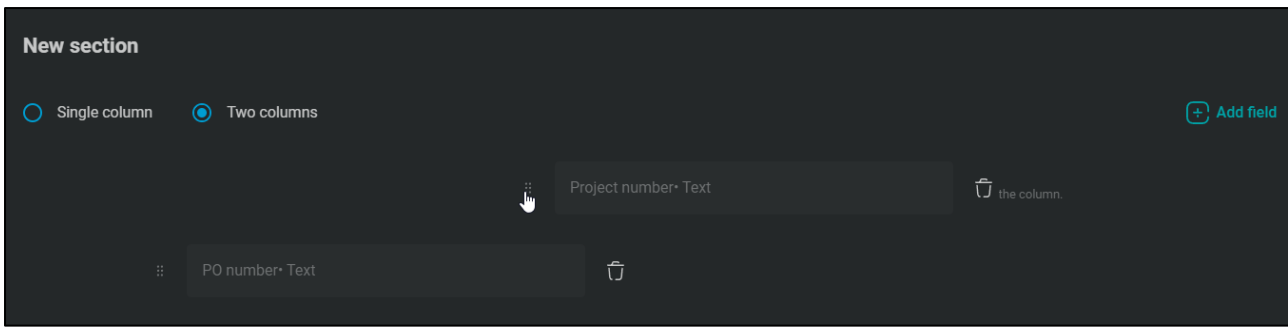 New section
Single column
Two columns
Add field
Project number• Text
the column.
PO number• Text